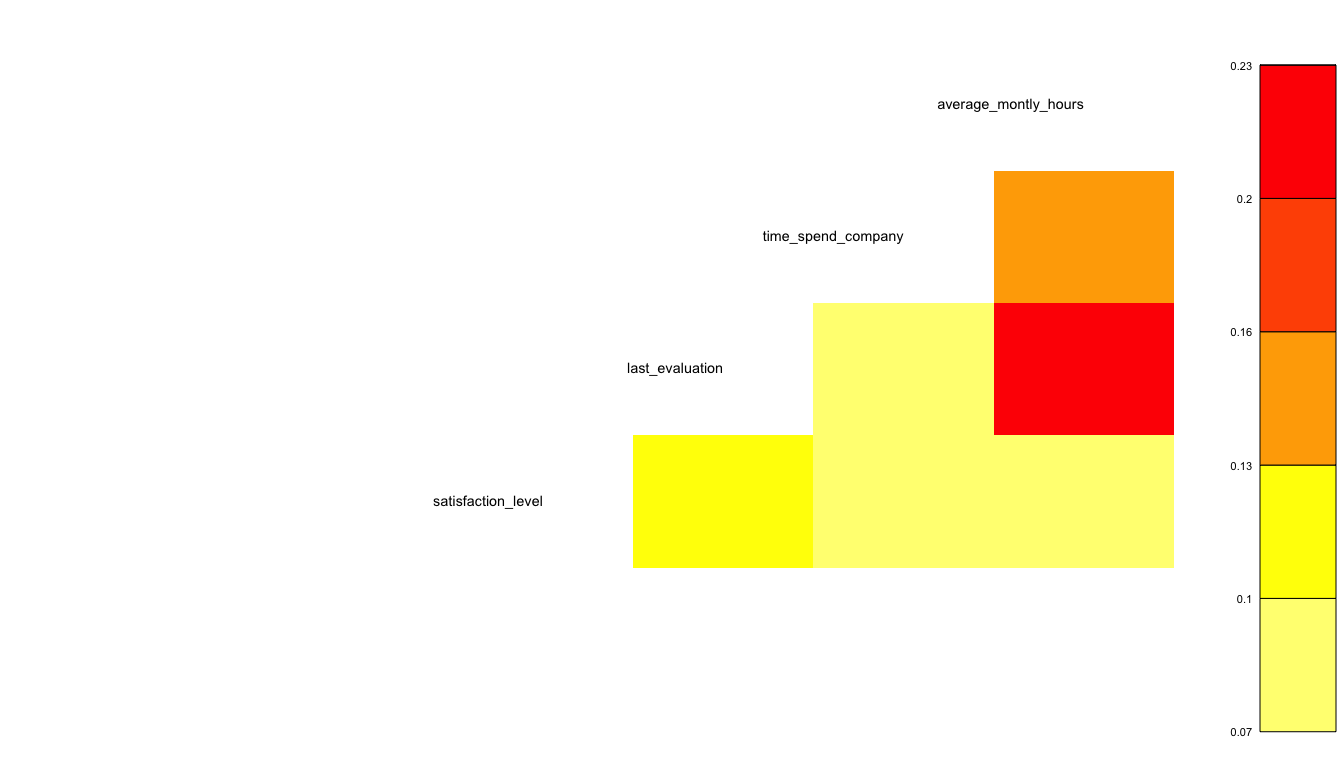 average_montly_hours
time_spend_company
last_evaluation
satisfaction_level
0.23
0.2
0.16
0.13
0.1
0.07